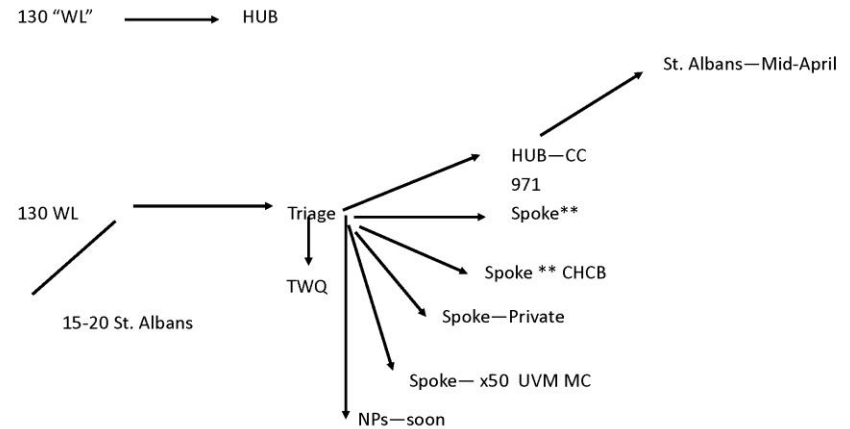 130 “WL” HUB
St. Albans—Mid-April
HUB—CC
971
130 WL Triage Spoke**
Spoke ** CHCB
TWQ
15-20 St. Albans Spoke—Private
Spoke— x50 UVM MC
NPs—soon